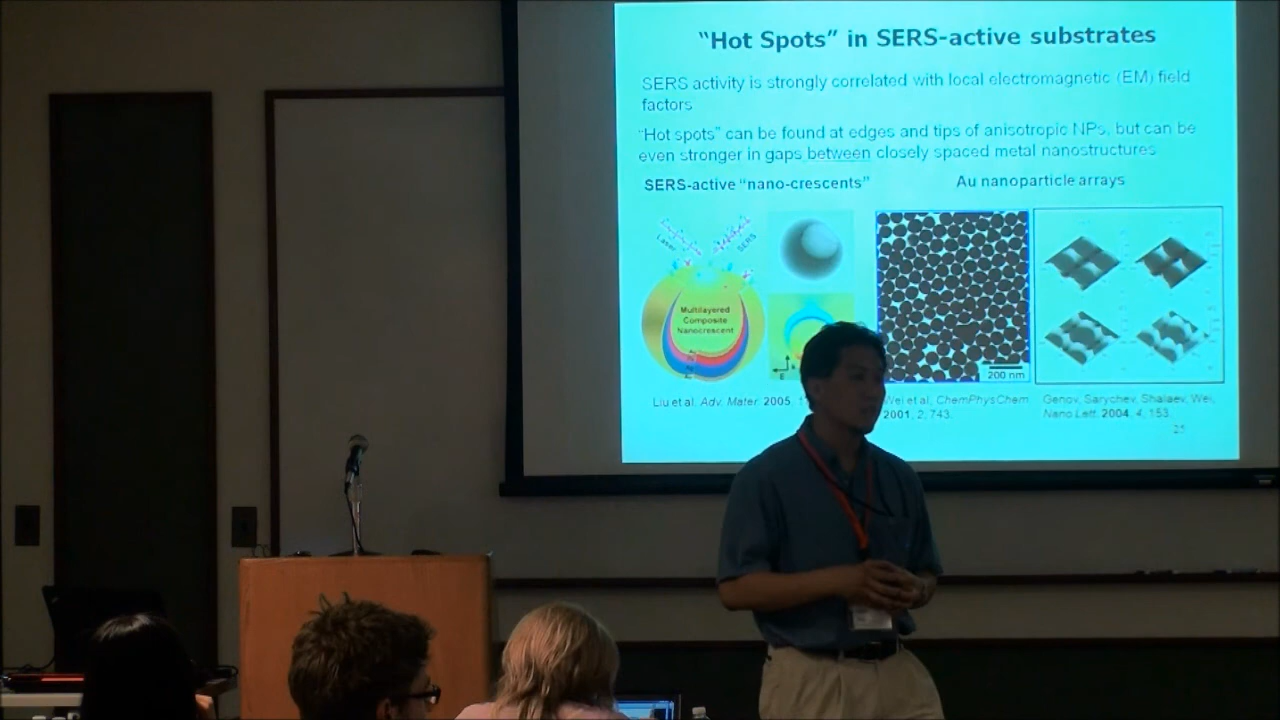 “Hot Spots” in SERS-active substrates
SERS activity is strongly correlated with local electromagnetic (EM) field
factors
“Hot spots” can be found at edges and tips of anisotropic NPs, but can be
even stronger in gaps between closely spaced metal nanostructures
SERS-active “nano-crescents”
Au nanoparticle arrays
Laser
SERS
Multilayered
Composite
Nanocrescent
E
200 nm
Liu et al. Adv. Mater. 2005,
Wei et al, ChemPhysChem
2001, 2, 743.
Genov, Sarychev, Shalaev, Wei,
Nano Lett. 2004, 4, 153.
25